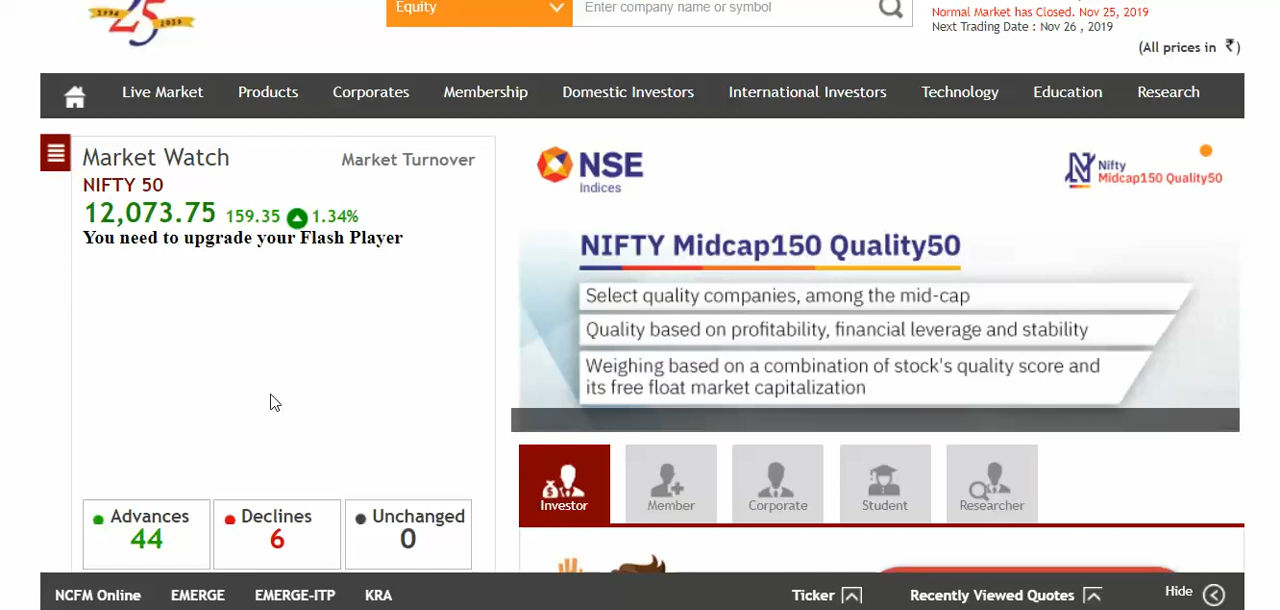 1994 25 2019
Equity
Enter company name or symbol
Normal Market has Closed. Nov 25, 2019
Next Trading Date : Nov 26 , 2019
(All prices in ₹)
Live Market
Products
Corporates
Membership
Domestic Investors
International Investors
Technology
Education
Research
Market Watch
Market Turnover
NIFTY 50
12,073.75 159.35 1.34%
You need to upgrade your Flash Player
Advances
44
Declines
6
Unchanged
0
NSE
Indices
Nifty
Midcap150 Quality50
NIFTY Midcap150 Quality50
Select quality companies, among the mid-cap
Quality based on profitability, financial leverage and stability
Weighing based on a combination of stock's quality score and
its free float market capitalization
Investor
Member
Corporate
Student
Researcher
NCFM Online
EMERGE
EMERGE-ITP
KRA
Ticker
Recently Viewed Quotes
Hide